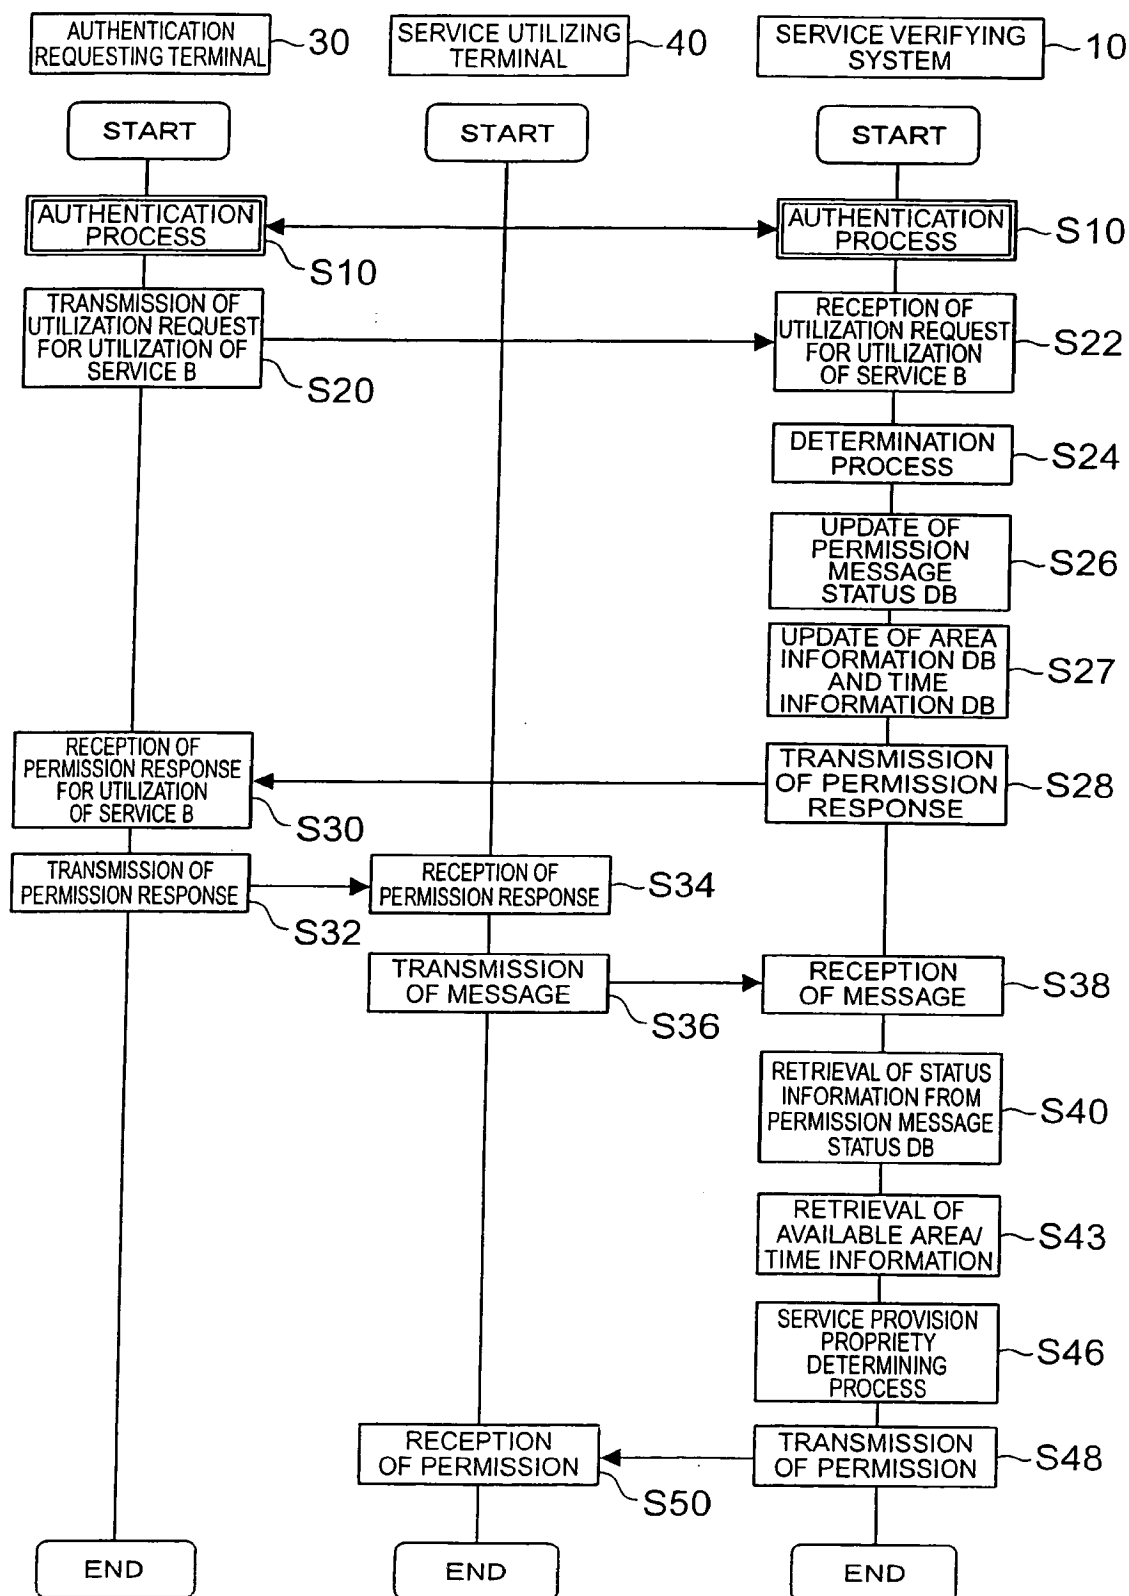 AUTHENTICATION
REQUESTING TERMINAL
30
SERVICE UTILIZING
TERMINAL
40
SERVICE VERIFYING
SYSTEM
10
START
START
START
AUTHENTICATION
PROCESS
S10
AUTHENTICATION
PROCESS
S10
TRANSMISSION OF
UTILIZATION REQUEST
FOR UTILIZATION OF
SERVICE B
S20
RECEPTION OF
UTILIZATION REQUEST
FOR UTILIZATION
OF SERVICE B
S22
DETERMINATION
PROCESS
S24
UPDATE OF
PERMISSION
MESSAGE
STATUS DB
S26
UPDATE OF AREA
INFORMATION DB
AND TIME
INFORMATION DB
S27
RECEPTION OF
PERMISSION RESPONSE
FOR UTILIZATION
OF SERVICE B
S30
TRANSMISSION
OF PERMISSION
RESPONSE
S28
TRANSMISSION OF
PERMISSION RESPONSE
S32
RECEPTION OF
PERMISSION RESPONSE
S34
TRANSMISSION
OF MESSAGE
S36
RECEPTION
OF MESSAGE
S38
RETRIEVAL OF STATUS
INFORMATION FROM
PERMISSION MESSAGE
STATUS DB
S40
RETRIEVAL OF
AVAILABLE AREA/
TIME INFORMATION
S43
SERVICE PROVISION
PROPRIETY
DETERMINING
PROCESS
S46
RECEPTION
OF PERMISSION
S50
TRANSMISSION
OF PERMISSION
S48
END
END
END